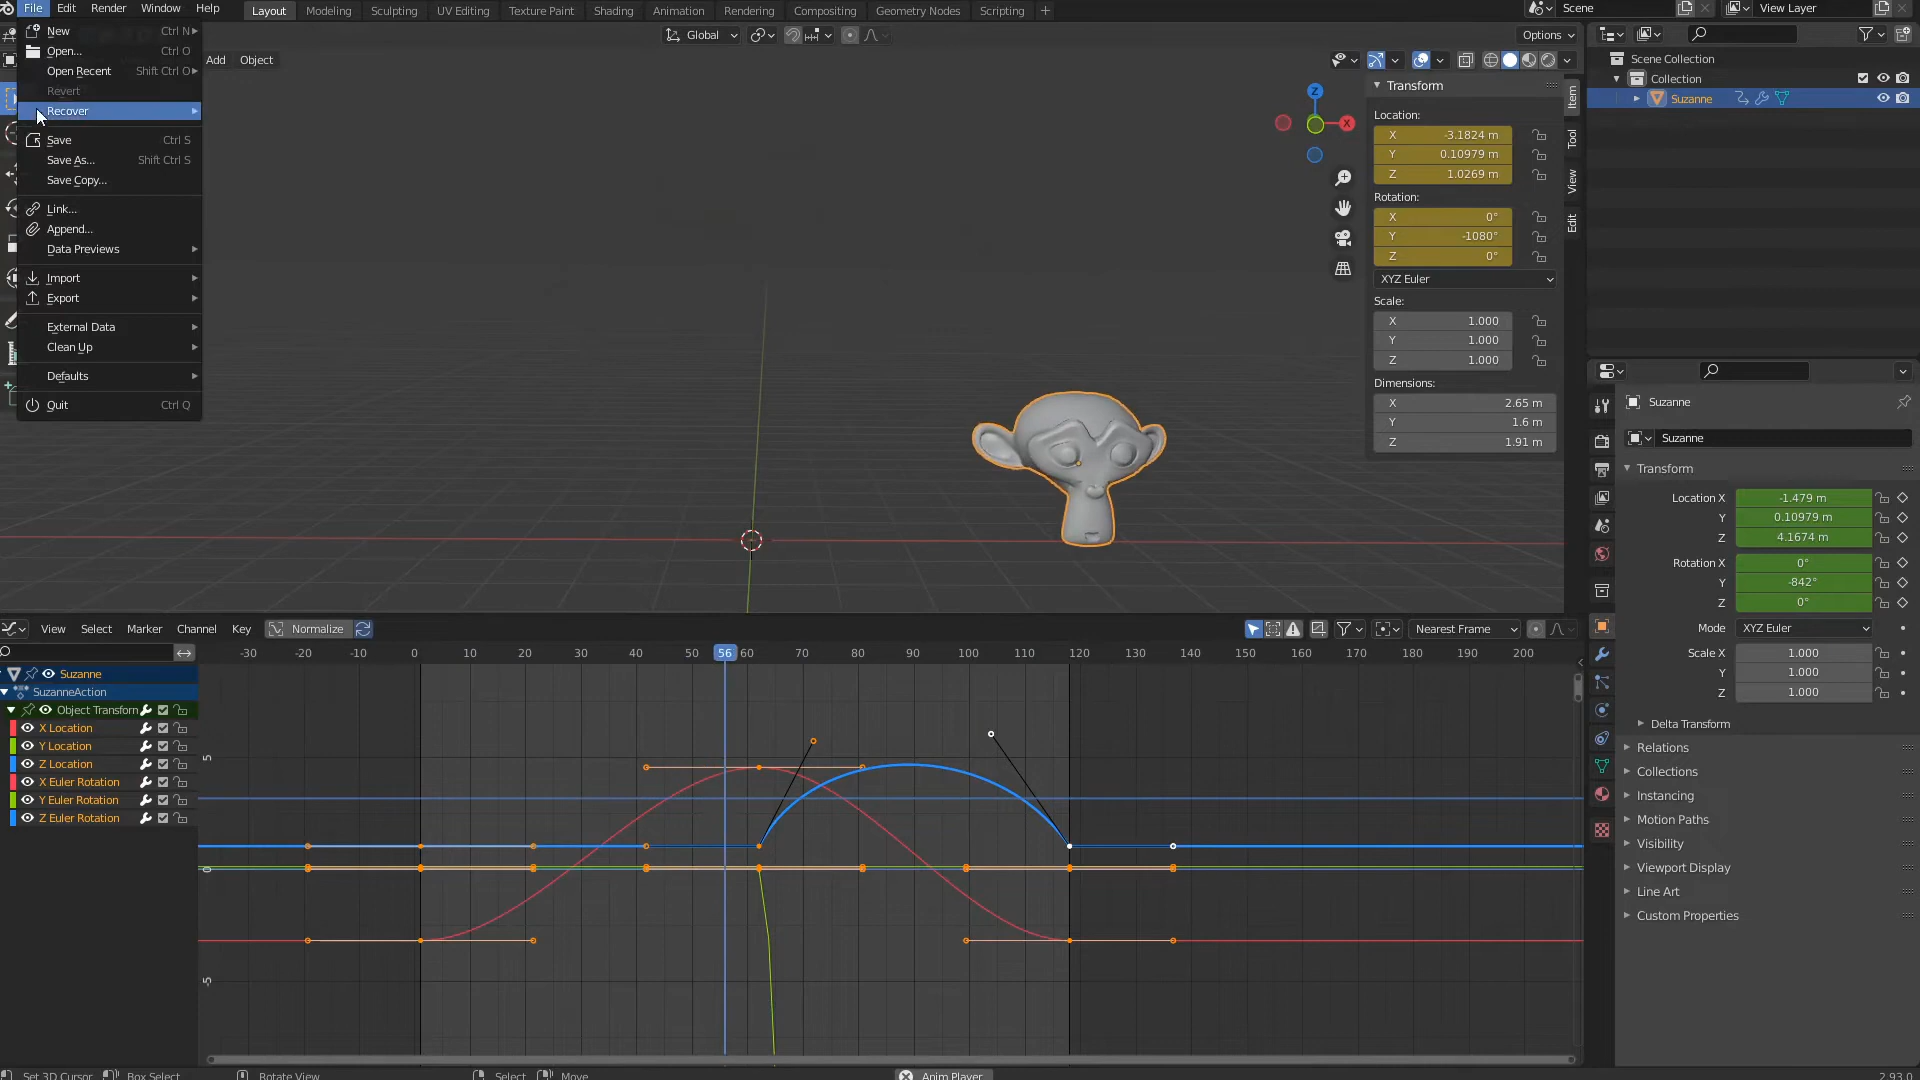 File Edit Render Window Help Layout Modeling Sculpting UV Editing Texture Paint Shading Animation Rendering Compositing Geometry Nodes Scripting + Scene View Layer
New Ctrl N
Open... Ctrl O
Open Recent Shift Ctrl O
Revert
Recover
Save Ctrl S
Save As... Shift Ctrl S
Save Copy...
Link...
Append...
Data Previews
Import
Export
External Data
Clean Up
Defaults
Quit Ctrl Q
Global Options
Add Object
Z
X
Transform
Location:
X -3.1824 m
Y 0.10979 m
Z 1.0269 m
Rotation:
X 0°
Y -1080°
Z 0°
XYZ Euler
Scale:
X 1.000
Y 1.000
Z 1.000
Dimensions:
X 2.65 m
Y 1.6 m
Z 1.91 m
Item
Tool
View
Edit
Scene Collection
Collection
Suzanne
Suzanne
Suzanne
Transform
Location X -1.479 m
Y 0.10979 m
Z 4.1674 m
Rotation X 0°
Y -842°
Z 0°
Mode XYZ Euler
Scale X 1.000
Y 1.000
Z 1.000
Delta Transform
Relations
Collections
Instancing
Motion Paths
Visibility
Viewport Display
Line Art
Custom Properties
View Select Marker Channel Key Normalize Nearest Frame
-30 -20 -10 0 10 20 30 40 50 56 60 70 80 90 100 110 120 130 140 150 160 170 180 190 200
Suzanne
SuzanneAction
Object Transform
X Location
Y Location
Z Location
X Euler Rotation
Y Euler Rotation
Z Euler Rotation
5
0
-5
Set 3D Cursor Box Select Rotate View Select Move Anim Player 2.93.0